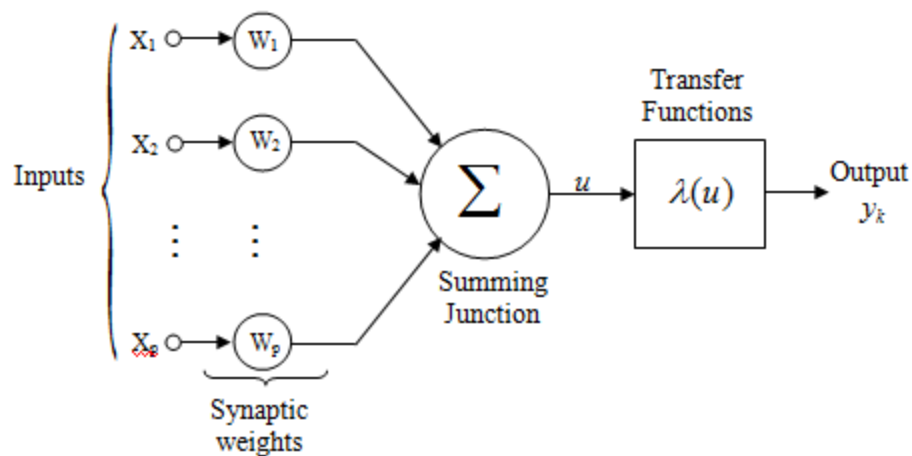 Inputs
X₁
W₁
X₂
W₂
⋮ ⋮
Xₚ
Wₚ
Synaptic
weights
Σ
Summing
Junction
u
Transfer
Functions
λ(u)
Output
yₖ